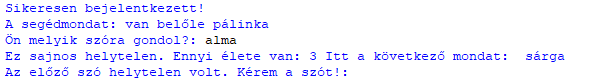 Sikeresen bejelentkezett!
A segédmondat: van belőle pálinka
Ön melyik szóra gondol?: alma
Ez sajnos helytelen. Ennyi élete van: 3 Itt a következő mondat:  sárga
Az előző szó helytelen volt. Kérem a szót!: